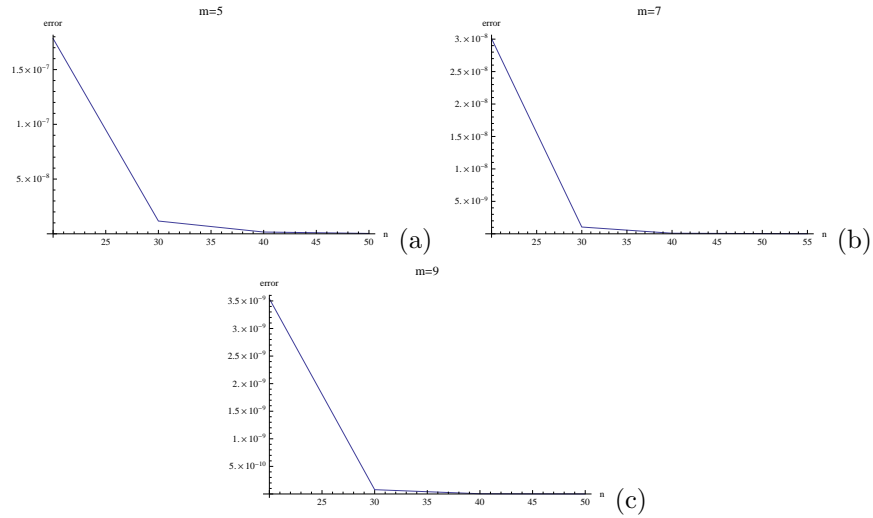 m=5
error
1.5×10⁻⁷
1.×10⁻⁷
5.×10⁻⁸
25 30 35 40 45 50
n
(a)
m=7
error
3.×10⁻⁸
2.5×10⁻⁸
2.×10⁻⁸
1.5×10⁻⁸
1.×10⁻⁸
5.×10⁻⁹
25 30 35 40 45 50 55
n
(b)
m=9
error
3.5×10⁻⁹
3.×10⁻⁹
2.5×10⁻⁹
2.×10⁻⁹
1.5×10⁻⁹
1.×10⁻⁹
5.×10⁻¹⁰
25 30 35 40 45 50
n
(c)